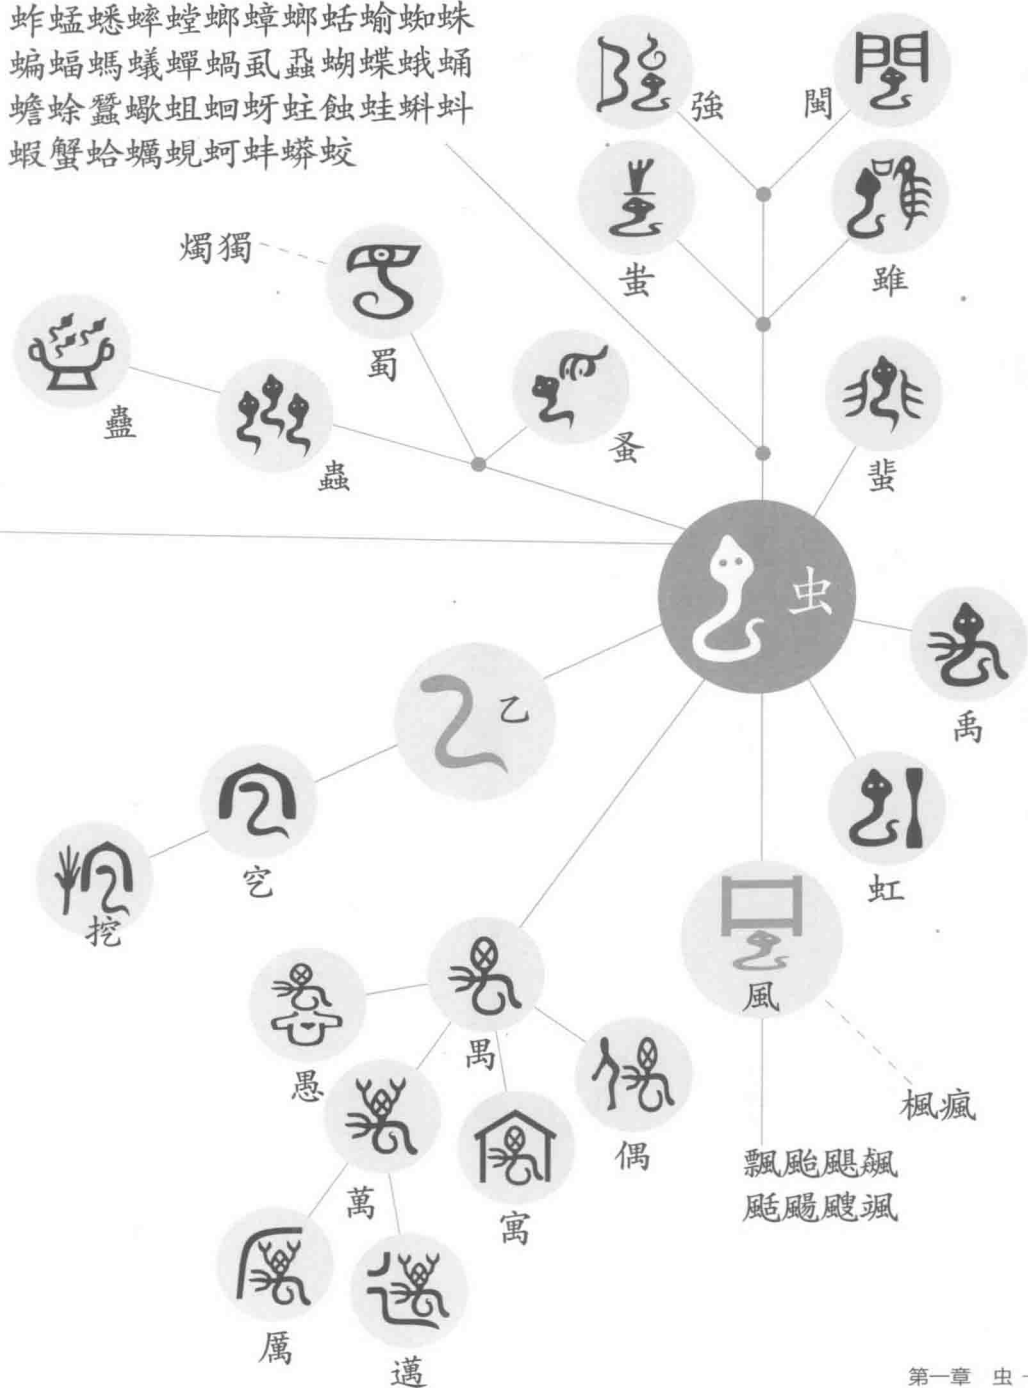 蚱蜢蟋蟀螳螂蟑螂蛞蝓蜘蛛
蝙蝠螞蟻蟬蝸虱蝨蝴蝶蛾蛹
蟾蜍蠶蠍蛆蛔蚜蛀蝕蛙蝌蚪
蝦蟹蛤蠣蜆蚵蚌蟒蛟
強
閩
蚩
雖
燭獨
蜀
蠱
蟲
蚤
蜚
虫
禹
乙
穵
挖
虹
風
禺
愚
偶
萬
寓
楓瘋
飄颱颶飆
颳颺颼颯
厲
邁
第一章 虫